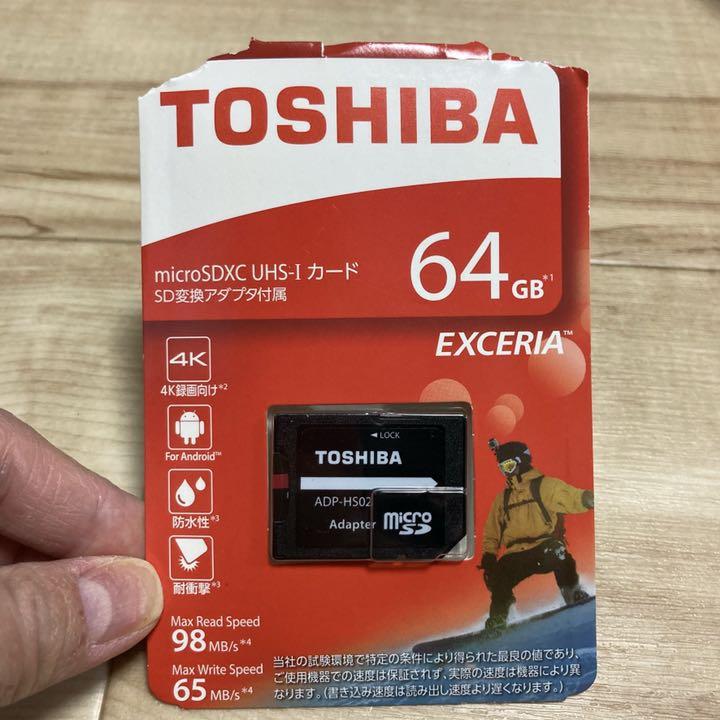 TOSHIBA
microSDXC UHS-I カード
SD変換アダプタ付属
64GB*1
EXCERIA™
4K
4K録画向け*2
For Android™
防水性*3
耐衝撃*3
◄LOCK
TOSHIBA
ADP-HS02
Adapter
micro
SD
Max Read Speed
98 MB/s*4
Max Write Speed
65 MB/s*4
当社の試験環境で特定の条件により得られた最良の値であり、
ご使用機器での速度は保証されず、実際の速度は機器により異
なります。（書き込み速度は読み出し速度より遅くなります。）